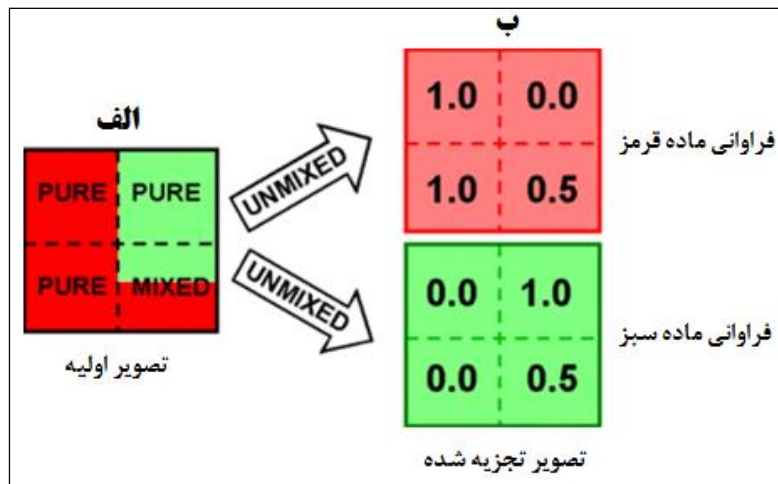 ب
الف
1.0 0.0
1.0 0.5
فراوانی ماده قرمز
PURE PURE
PURE MIXED
UNMIXED
UNMIXED
0.0 1.0
0.0 0.5
فراوانی ماده سبز
تصویر اولیه
تصویر تجزیه شده